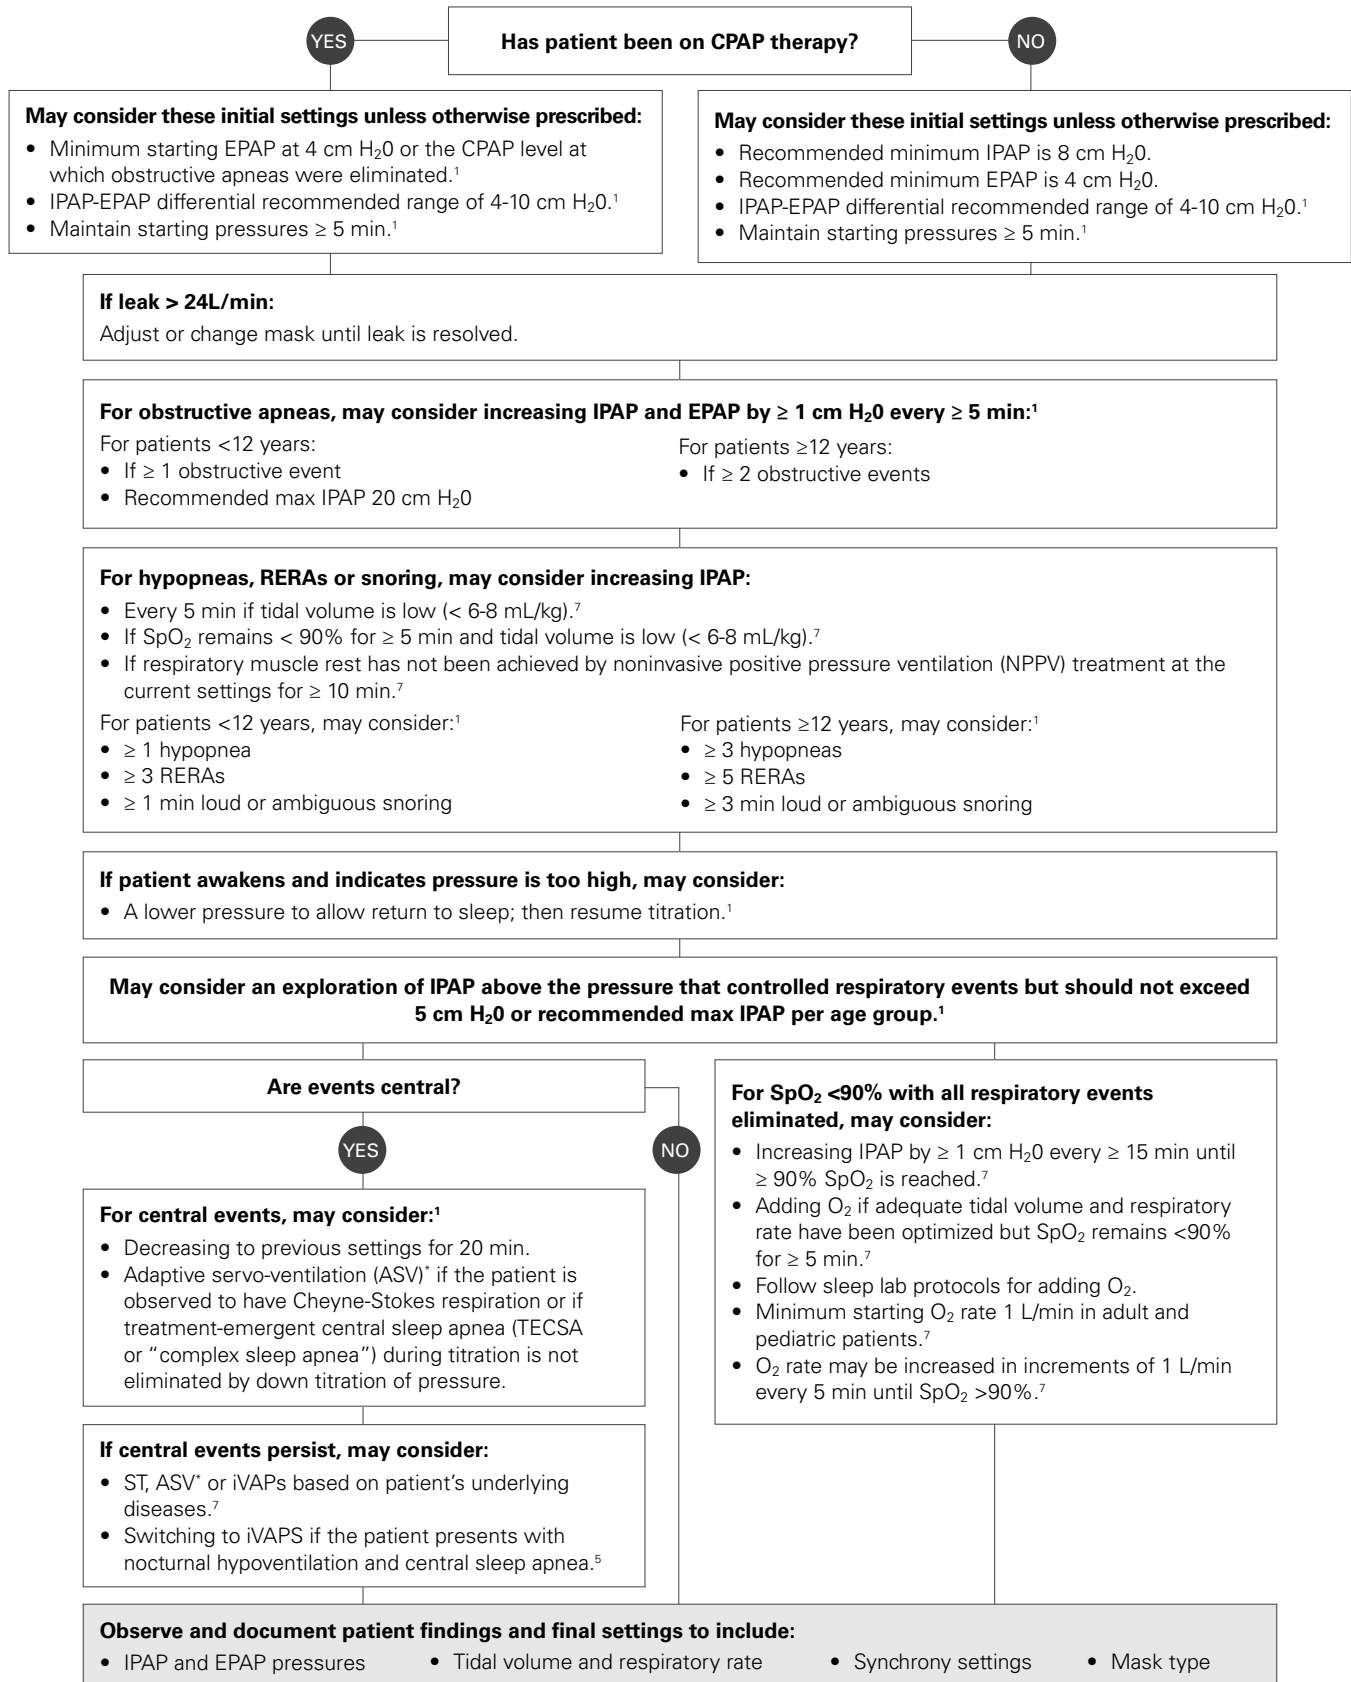 Has patient been on CPAP therapy?
YES
NO
May consider these initial settings unless otherwise prescribed:
• Minimum starting EPAP at 4 cm H₂0 or the CPAP level at
which obstructive apneas were eliminated.¹
• IPAP-EPAP differential recommended range of 4-10 cm H₂0.¹
• Maintain starting pressures ≥ 5 min.¹
May consider these initial settings unless otherwise prescribed:
• Recommended minimum IPAP is 8 cm H₂0.
• Recommended minimum EPAP is 4 cm H₂0.
• IPAP-EPAP differential recommended range of 4-10 cm H₂0.¹
• Maintain starting pressures ≥ 5 min.¹
If leak > 24L/min:
Adjust or change mask until leak is resolved.
For obstructive apneas, may consider increasing IPAP and EPAP by ≥ 1 cm H₂0 every ≥ 5 min:¹
For patients <12 years:
• If ≥ 1 obstructive event
• Recommended max IPAP 20 cm H₂0
For patients ≥12 years:
• If ≥ 2 obstructive events
For hypopneas, RERAs or snoring, may consider increasing IPAP:
• Every 5 min if tidal volume is low (< 6-8 mL/kg).⁷
• If SpO₂ remains < 90% for ≥ 5 min and tidal volume is low (< 6-8 mL/kg).⁷
• If respiratory muscle rest has not been achieved by noninvasive positive pressure ventilation (NPPV) treatment at the
current settings for ≥ 10 min.⁷
For patients <12 years, may consider:¹
• ≥ 1 hypopnea
• ≥ 3 RERAs
• ≥ 1 min loud or ambiguous snoring
For patients ≥12 years, may consider:¹
• ≥ 3 hypopneas
• ≥ 5 RERAs
• ≥ 3 min loud or ambiguous snoring
If patient awakens and indicates pressure is too high, may consider:
• A lower pressure to allow return to sleep; then resume titration.¹
May consider an exploration of IPAP above the pressure that controlled respiratory events but should not exceed
5 cm H₂0 or recommended max IPAP per age group.¹
Are events central?
YES
NO
For central events, may consider:¹
• Decreasing to previous settings for 20 min.
• Adaptive servo-ventilation (ASV)* if the patient is
observed to have Cheyne-Stokes respiration or if
treatment-emergent central sleep apnea (TECSA
or “complex sleep apnea”) during titration is not
eliminated by down titration of pressure.
If central events persist, may consider:
• ST, ASV* or iVAPs based on patient’s underlying
diseases.⁷
• Switching to iVAPS if the patient presents with
nocturnal hypoventilation and central sleep apnea.⁵
For SpO₂ <90% with all respiratory events
eliminated, may consider:
• Increasing IPAP by ≥ 1 cm H₂0 every ≥ 15 min until
≥ 90% SpO₂ is reached.⁷
• Adding O₂ if adequate tidal volume and respiratory
rate have been optimized but SpO₂ remains <90%
for ≥ 5 min.⁷
• Follow sleep lab protocols for adding O₂.
• Minimum starting O₂ rate 1 L/min in adult and
pediatric patients.⁷
• O₂ rate may be increased in increments of 1 L/min
every 5 min until SpO₂ >90%.⁷
Observe and document patient findings and final settings to include:
• IPAP and EPAP pressures • Tidal volume and respiratory rate • Synchrony settings • Mask type